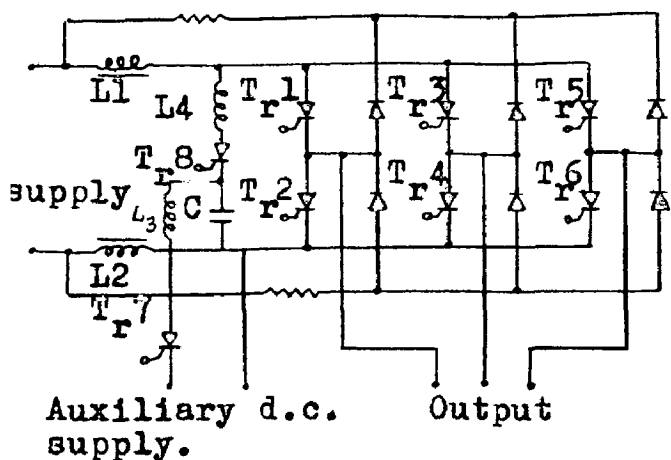 L1
L4
Tr1
Tr3
Tr5
Tr8
supply
L3
C
Tr2
Tr4
Tr6
L2
Tr7
Auxiliary d.c.
supply.
Output